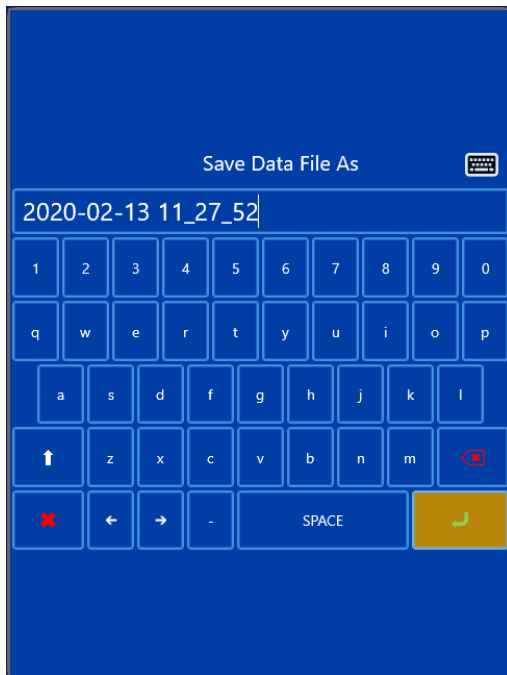 Save Data File As
2020-02-13 11_27_52
1 2 3 4 5 6 7 8 9 0
q w e r t y u i o p
a s d f g h j k l
z x c v b n m
- SPACE